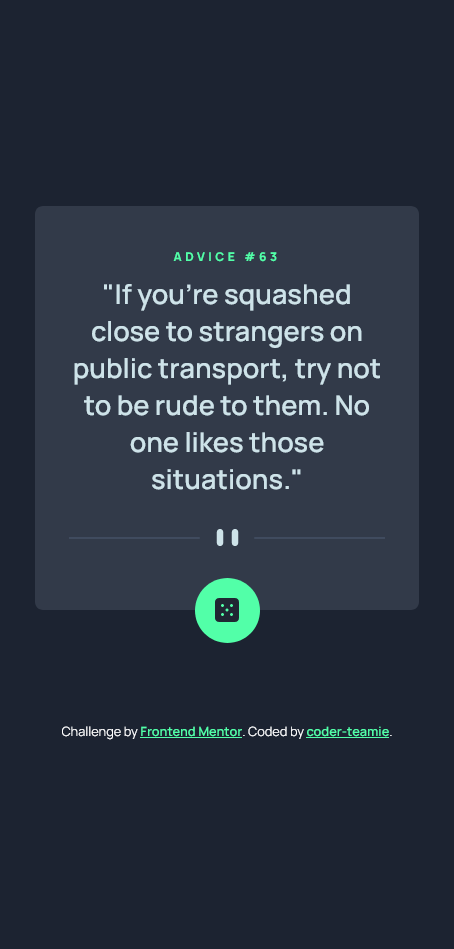 ADVICE #63
"If you're squashed
close to strangers on
public transport, try not
to be rude to them. No
one likes those
situations."
Challenge by Frontend Mentor. Coded by coder-teamie.